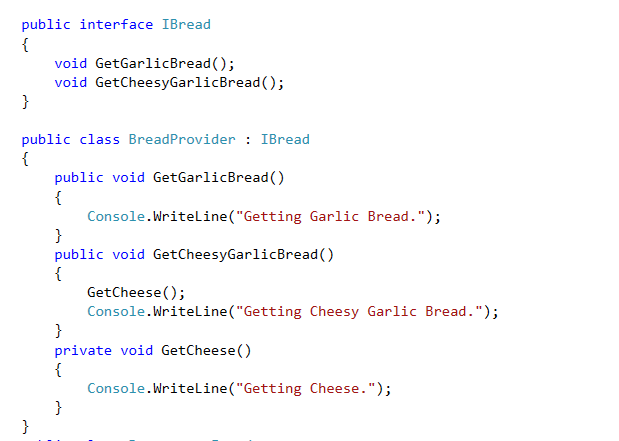 public interface IBread
{
    void GetGarlicBread();
    void GetCheesyGarlicBread();
}

public class BreadProvider : IBread
{
    public void GetGarlicBread()
    {
        Console.WriteLine("Getting Garlic Bread.");
    }
    public void GetCheesyGarlicBread()
    {
        GetCheese();
        Console.WriteLine("Getting Cheesy Garlic Bread.");
    }
    private void GetCheese()
    {
        Console.WriteLine("Getting Cheese.");
    }
}